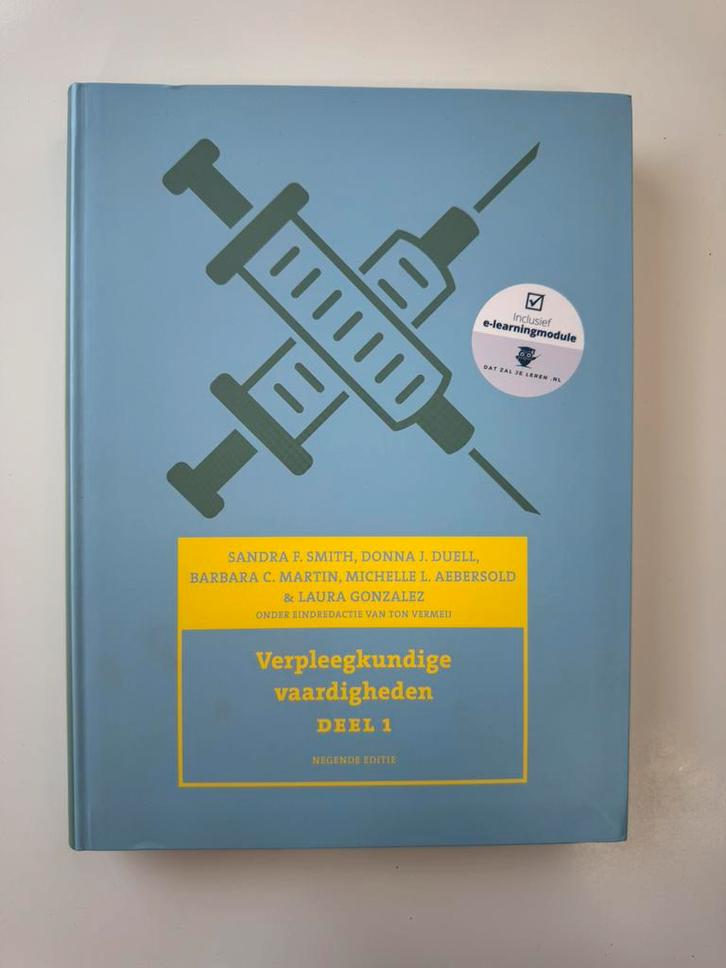 Inclusief
e-learningmodule
DAT ZAL JE LEREN .NL
SANDRA F. SMITH, DONNA J. DUELL,
BARBARA C. MARTIN, MICHELLE L. AEBERSOLD
& LAURA GONZALEZ
ONDER EINDREDACTIE VAN TON VERMEIJ
Verpleegkundige
vaardigheden
DEEL 1
NEGENDE EDITIE